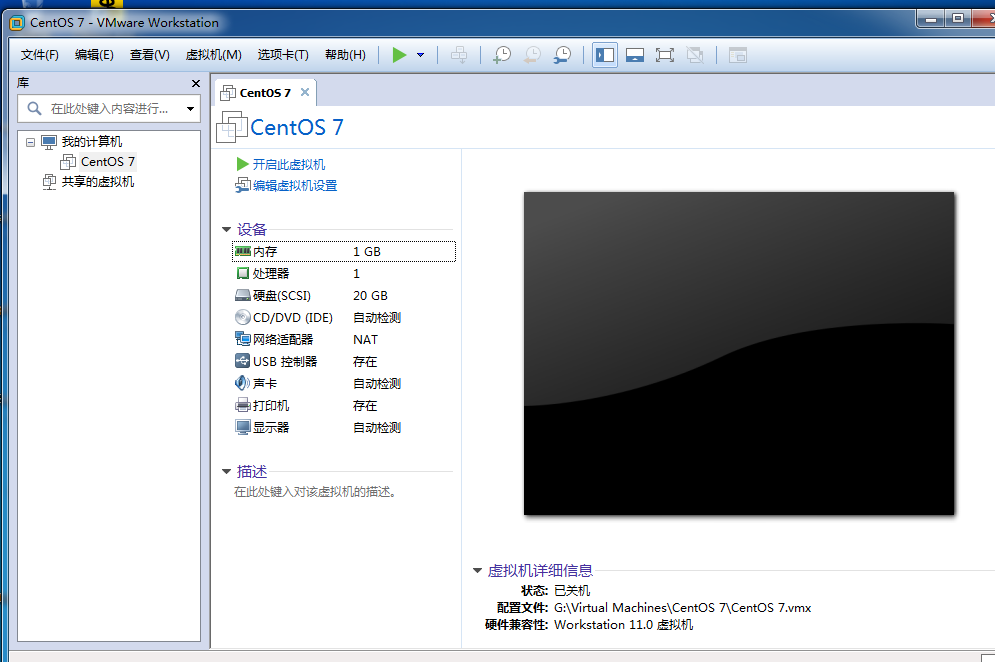 CentOS 7 - VMware Workstation
文件(F) 编辑(E) 查看(V) 虚拟机(M) 选项卡(T) 帮助(H)
库
在此处键入内容进行...
我的计算机
CentOS 7
共享的虚拟机
CentOS 7
CentOS 7
开启此虚拟机
编辑虚拟机设置
设备
内存 1 GB
处理器 1
硬盘(SCSI) 20 GB
CD/DVD (IDE) 自动检测
网络适配器 NAT
USB 控制器 存在
声卡 自动检测
打印机 存在
显示器 自动检测
描述
在此处键入对该虚拟机的描述。
虚拟机详细信息
状态: 已关机
配置文件: G:\Virtual Machines\CentOS 7\CentOS 7.vmx
硬件兼容性: Workstation 11.0 虚拟机